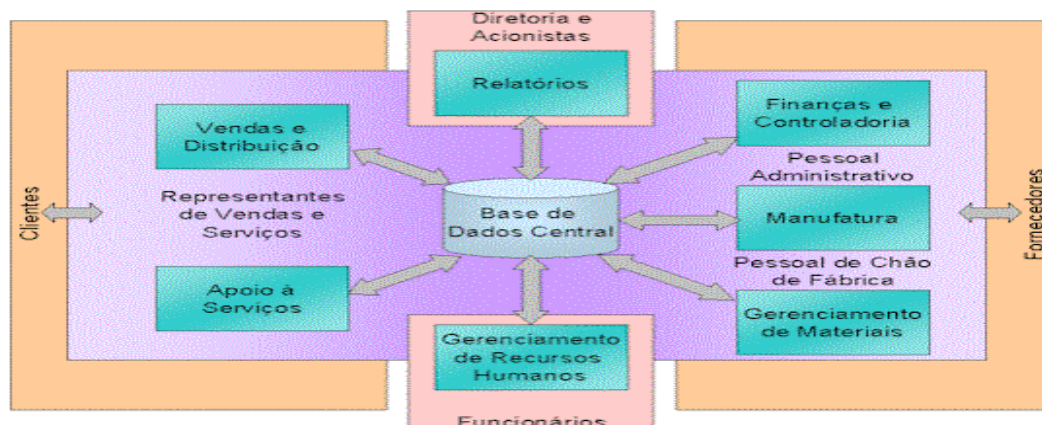 Diretoria e
Acionistas
Relatórios
Vendas e
Distribuição
Finanças e
Controladoria
Representantes
de Vendas e
Serviços
Pessoal
Administrativo
Clientes
Base de
Dados Central
Manufatura
Fornecedores
Pessoal de Chão
de Fábrica
Apoio à
Serviços
Gerenciamento
de Materiais
Gerenciamento
de Recursos
Humanos
Funcionários